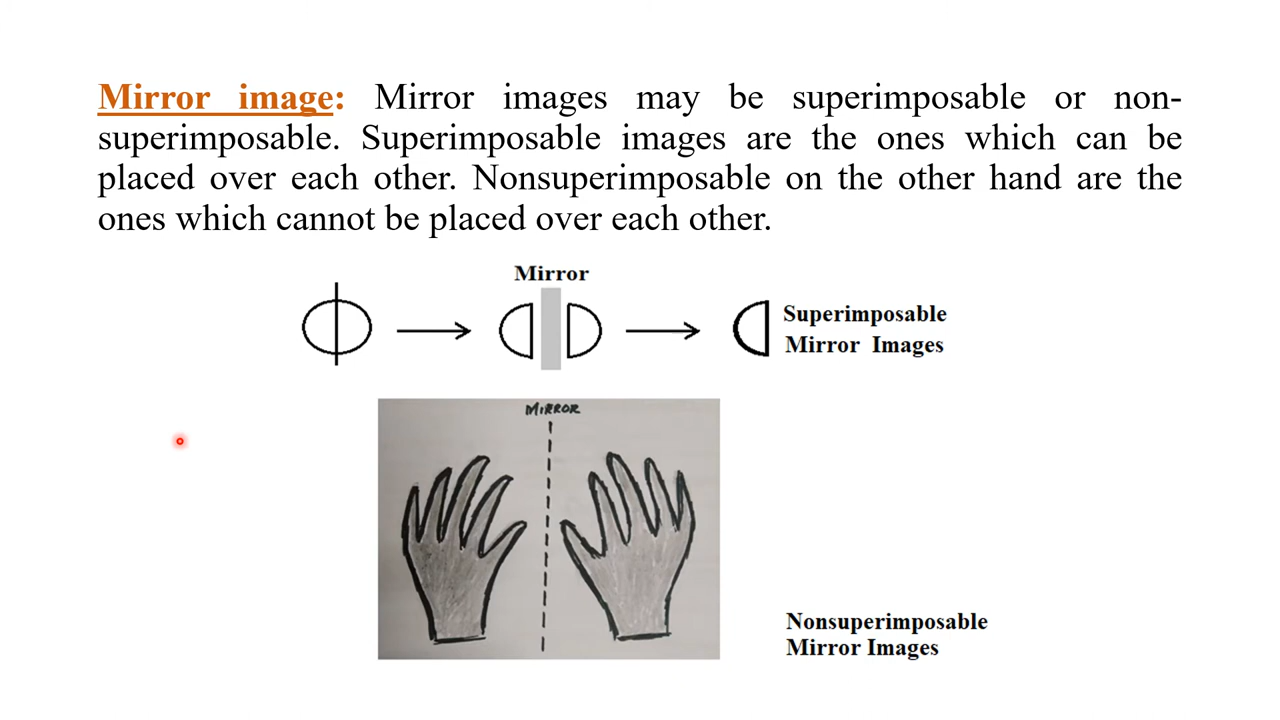 Mirror image: Mirror images may be superimposable or non-
superimposable. Superimposable images are the ones which can be
placed over each other. Nonsuperimposable on the other hand are the
ones which cannot be placed over each other.
Mirror
Superimposable
Mirror Images
MIRROR
Nonsuperimposable
Mirror Images